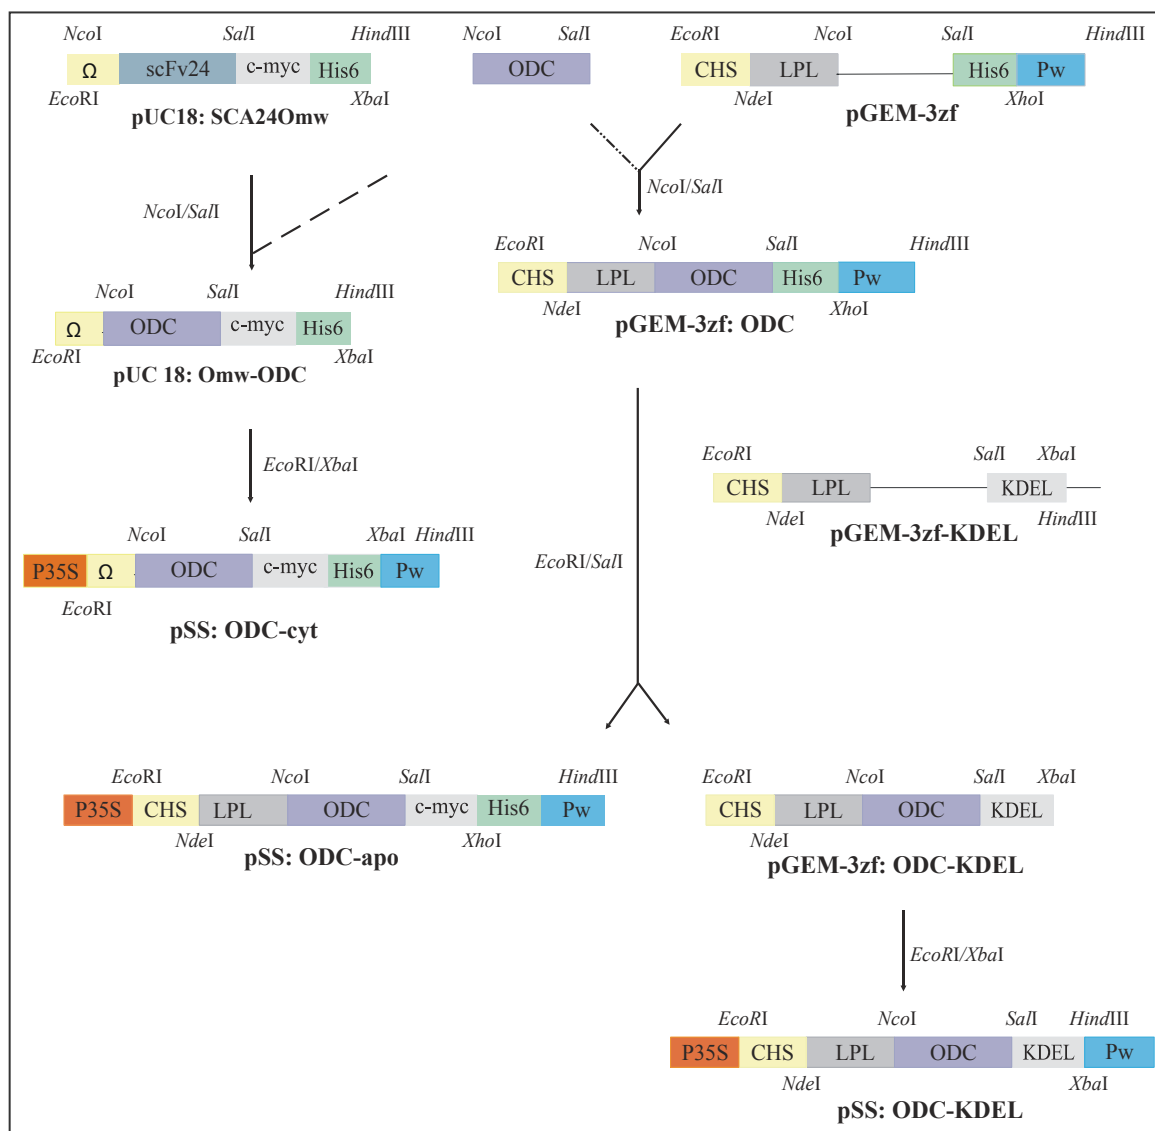 NcoI SalI HindIII
Ω scFv24 c-myc His6
EcoRI XbaI
pUC18: SCA24Omw
NcoI SalI
ODC
EcoRI NcoI SalI HindIII
CHS LPL His6 Pw
NdeI XhoI
pGEM-3zf
NcoI/SalI
NcoI/SalI
NcoI SalI HindIII
Ω ODC c-myc His6
EcoRI XbaI
pUC 18: Omw-ODC
EcoRI NcoI SalI HindIII
CHS LPL ODC His6 Pw
NdeI XhoI
pGEM-3zf: ODC
EcoRI/XbaI
NcoI SalI XbaI HindIII
P35S Ω ODC c-myc His6 Pw
EcoRI
pSS: ODC-cyt
EcoRI SalI XbaI
CHS LPL KDEL
NdeI HindIII
pGEM-3zf-KDEL
EcoRI/SalI
EcoRI NcoI SalI HindIII
P35S CHS LPL ODC c-myc His6 Pw
NdeI XhoI
pSS: ODC-apo
EcoRI NcoI SalI XbaI
CHS LPL ODC KDEL
NdeI
pGEM-3zf: ODC-KDEL
EcoRI/XbaI
EcoRI NcoI SalI HindIII
P35S CHS LPL ODC KDEL Pw
NdeI XbaI
pSS: ODC-KDEL